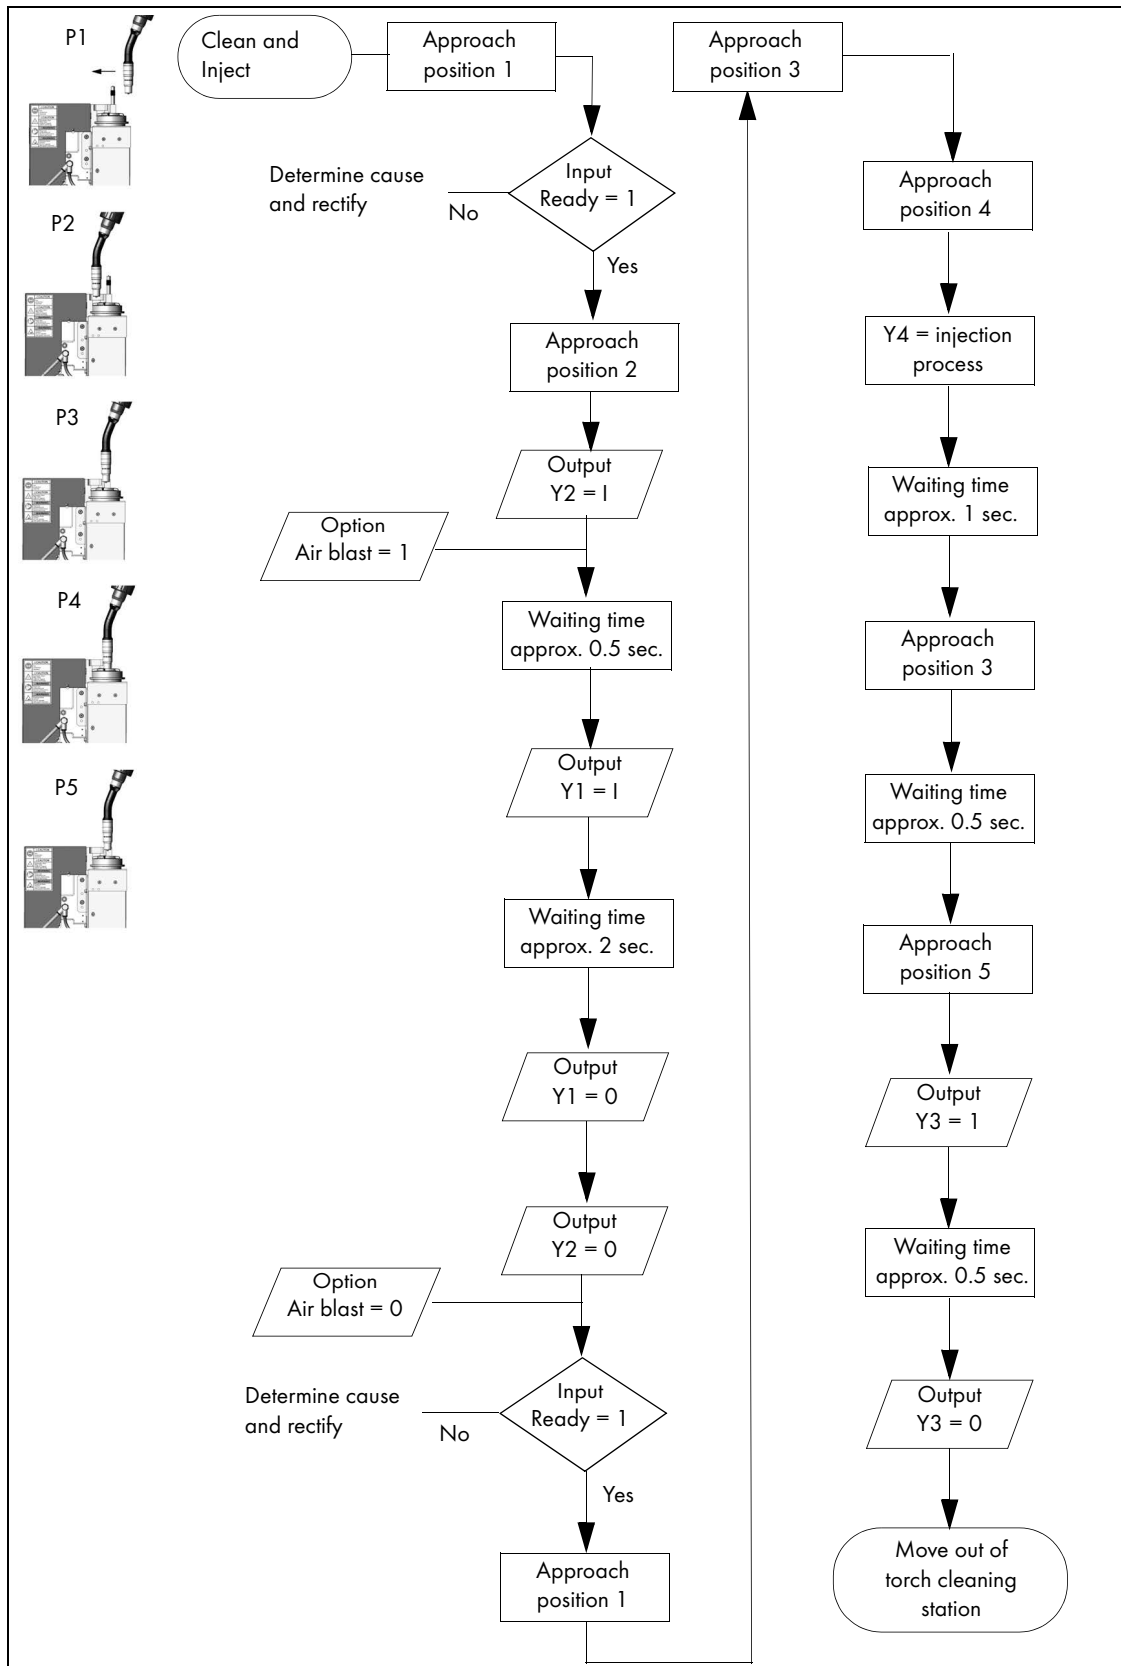 P1
P2
P3
P4
P5
Clean and
Inject
Approach
position 1
Input
Ready = 1
Determine cause
and rectify
No
Yes
Approach
position 2
Output
Y2 = I
Option
Air blast = 1
Waiting time
approx. 0.5 sec.
Output
Y1 = I
Waiting time
approx. 2 sec.
Output
Y1 = 0
Output
Y2 = 0
Option
Air blast = 0
Input
Ready = 1
Determine cause
and rectify
No
Yes
Approach
position 1
Approach
position 3
Approach
position 4
Y4 = injection
process
Waiting time
approx. 1 sec.
Approach
position 3
Waiting time
approx. 0.5 sec.
Approach
position 5
Output
Y3 = 1
Waiting time
approx. 0.5 sec.
Output
Y3 = 0
Move out of
torch cleaning
station